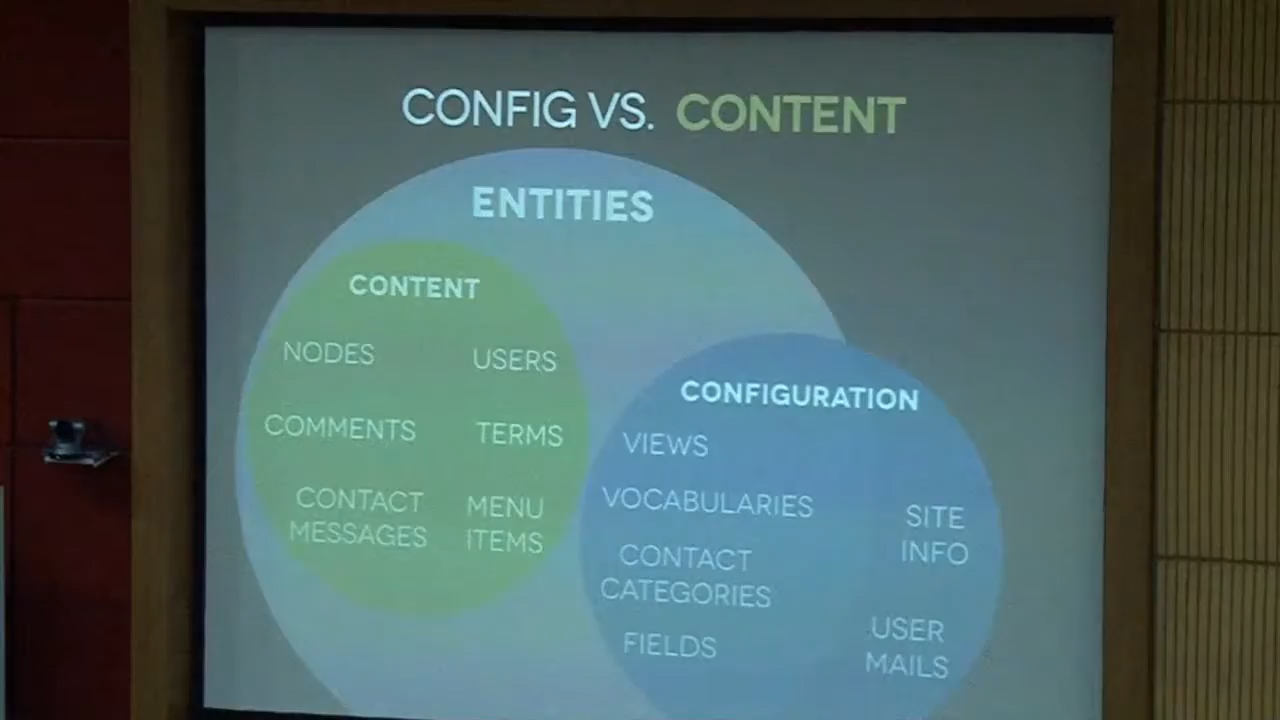 CONFIG VS. CONTENT
ENTITIES
CONTENT
NODES
USERS
COMMENTS
TERMS
CONTACT
MESSAGES
MENU
ITEMS
CONFIGURATION
VIEWS
VOCABULARIES
CONTACT
CATEGORIES
FIELDS
SITE
INFO
USER
MAILS